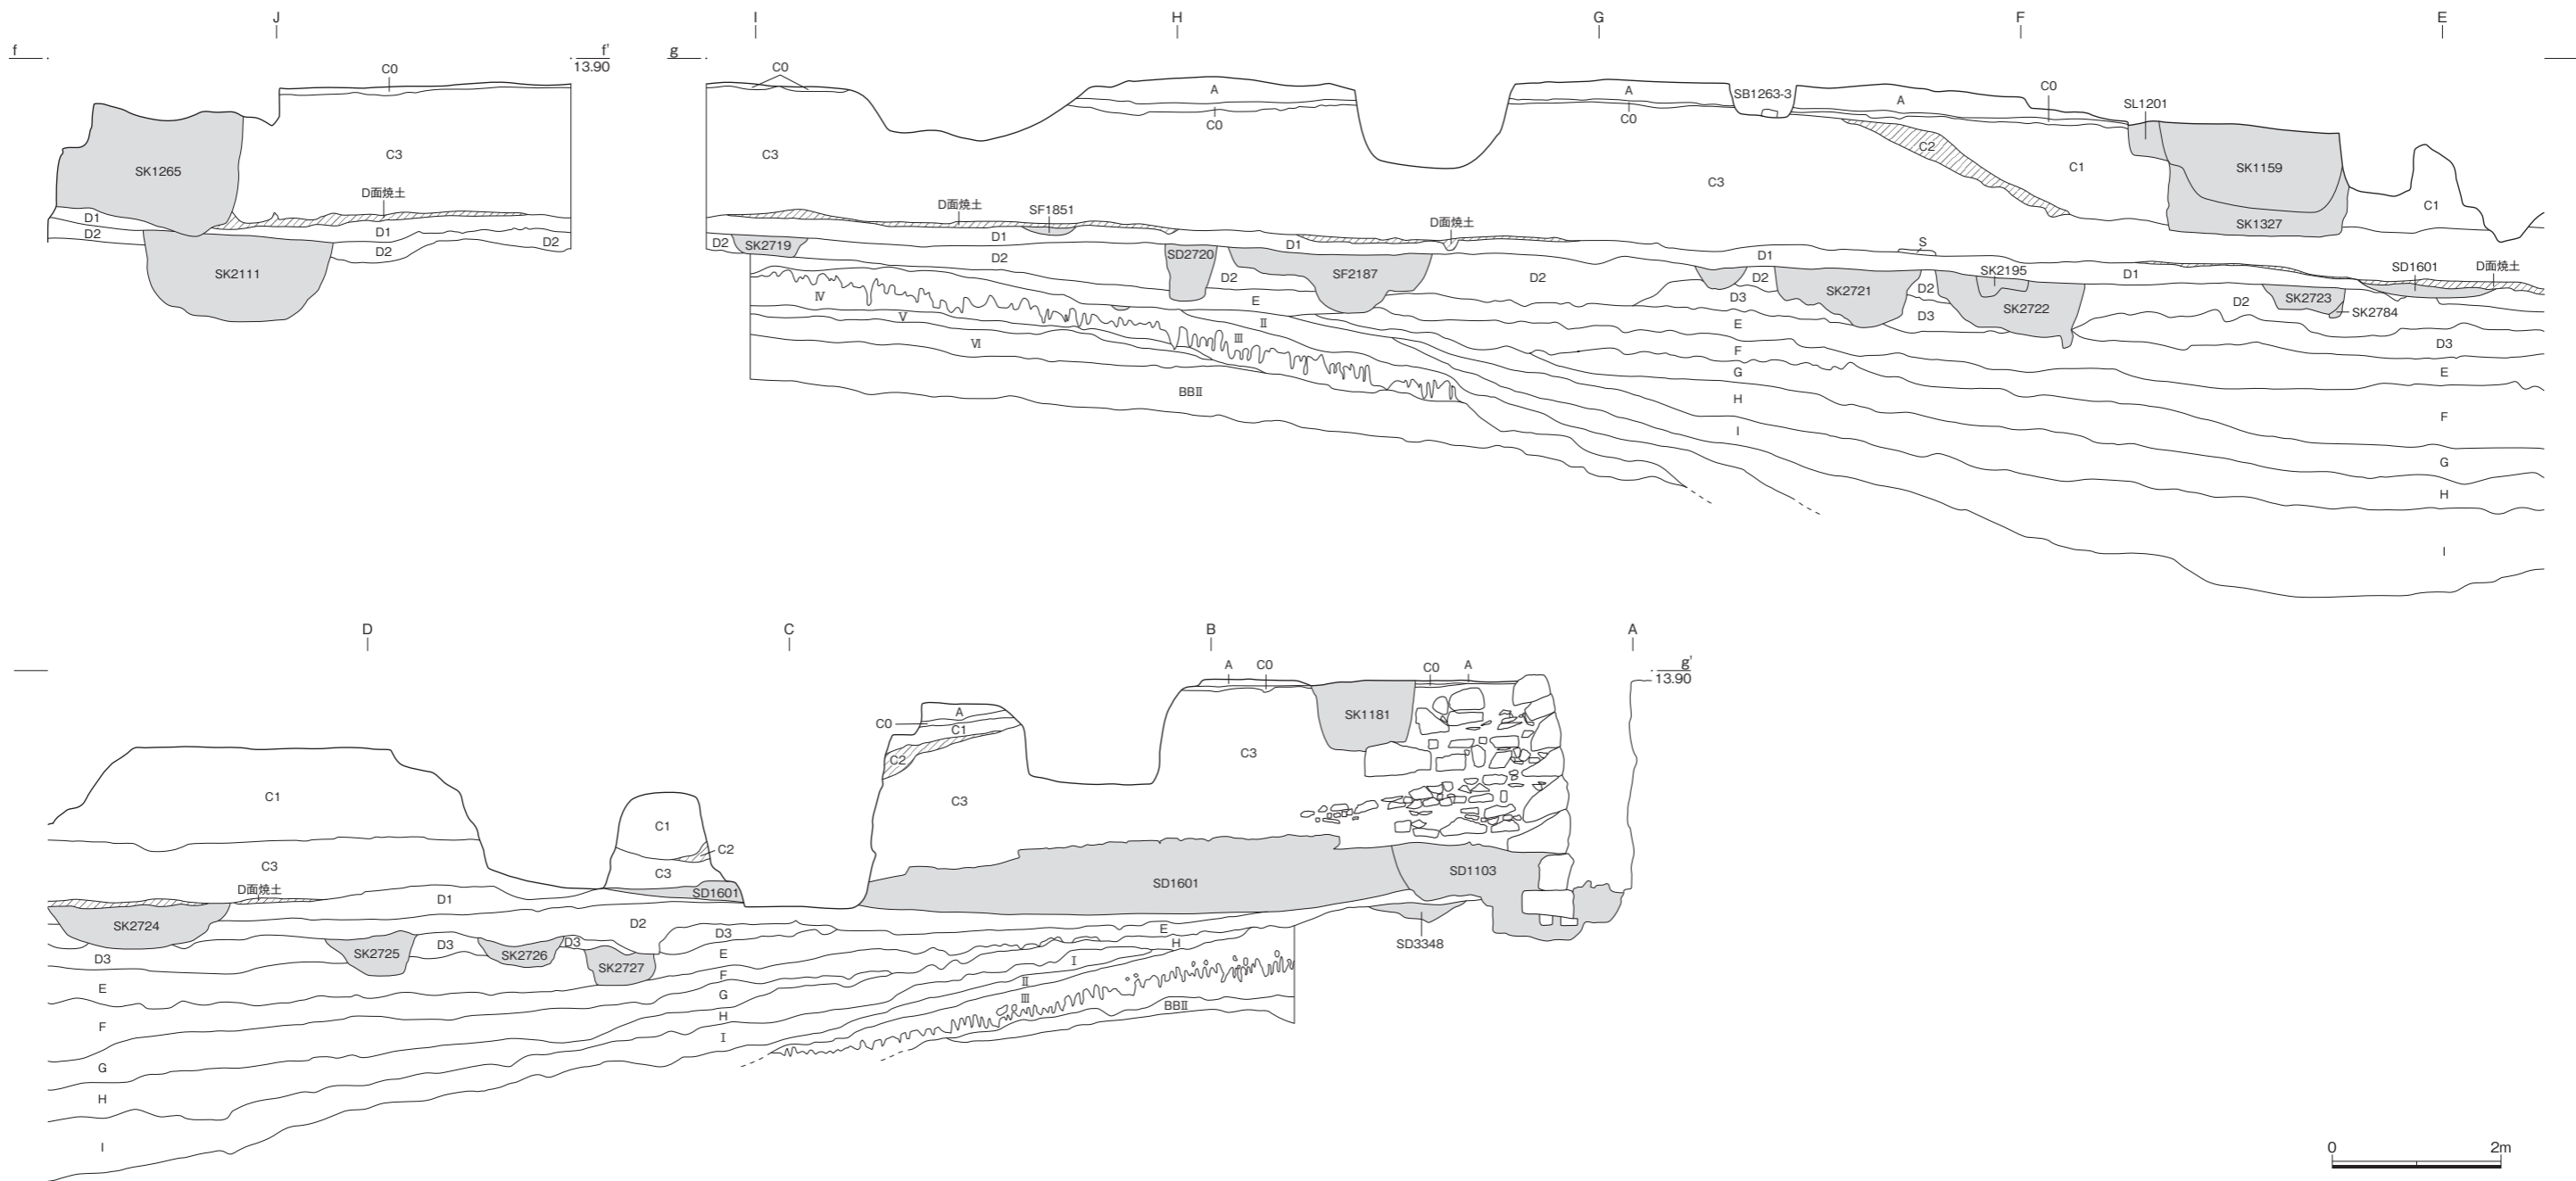 J I H G F E
f f' g
13.90
C0 C0
A A SB1263-3 A C0 SL1201
C0 C0
SK1265 C3 C3 C3 C2 C1 SK1159
D面焼土 D面焼土 SF1851 D面焼土 SK1327 C1
D1 D1 D1 D1 S D1 D1
D2 D2 D2 D2 SK2719 D2 SD2720 D2 SF2187 D2 D2 SK2195 SD1601 D面焼土
SK2111 SK2721 D2 SK2722 D2 SK2723 SK2784
D3 D3 D3
Ⅳ E E E
Ⅴ Ⅱ
Ⅵ Ⅲ F F
BBⅡ G G
H H
I I
D C B A
g'
13.90
A C0 C0 A
A C0 C1 C2 SK1181
C3 C3
C1 C1 C2
C3 C3
D面焼土 D1 SD1601 SD1601 SD1103
SK2724 D2 SD3348
D3 SK2725 D3 SK2726 D3 SK2727 D3 E
E E H
F F I
G G Ⅱ
H H Ⅲ BBⅡ
I I
0 2m